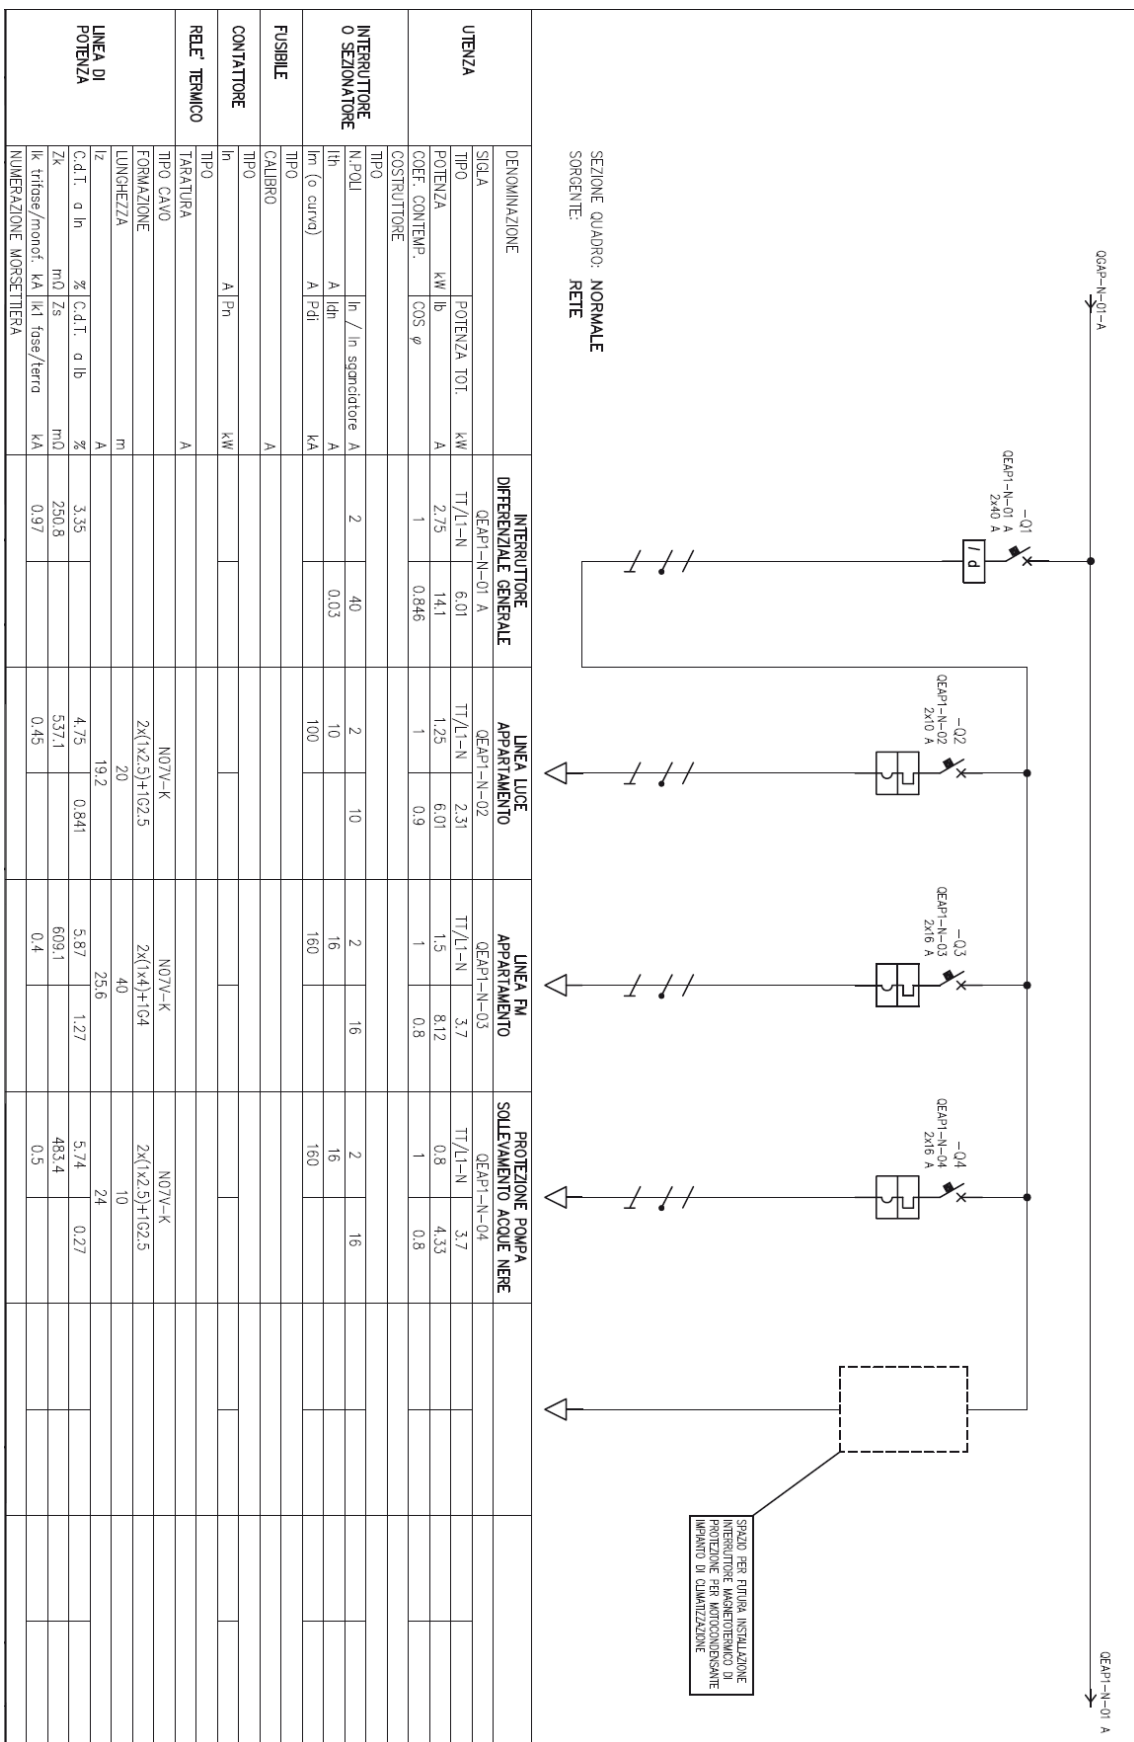 QGAP-N-01-A
QEAP1-N-01 A
SEZIONE QUADRO: NORMALE
SORGENTE: RETE
-Q1
QEAP1-N-01 A
2x40 A
I d
-Q2
QEAP1-N-02
2x10 A
-Q3
QEAP1-N-03
2x16 A
-Q4
QEAP1-N-04
2x16 A
SPAZIO PER FUTURA INSTALLAZIONE
INTERRUTTORE MAGNETOTERMICO DI
PROTEZIONE PER MOTOCONDENSANTE
IMPIANTO DI CLIMATIZZAZIONE
UTENZA
DENOMINAZIONE INTERRUTTORE DIFFERENZIALE GENERALE LINEA LUCE APPARTAMENTO LINEA FM APPARTAMENTO PROTEZIONE POMPA SOLLEVAMENTO ACQUE NERE
SIGLA QEAP1-N-01 A QEAP1-N-02 QEAP1-N-03 QEAP1-N-04
TIPO POTENZA TOT. kW TT/L1-N 6.01 TT/L1-N 2.31 TT/L1-N 3.7 TT/L1-N 3.7
POTENZA kW Ib A 2.75 14.1 1.25 6.01 1.5 8.12 0.8 4.33
COEF. CONTEMP. COS φ 1 0.846 1 0.9 1 0.8 1 0.8
INTERRUTTORE
O SEZIONATORE
COSTRUTTORE
TIPO
N.POLI In / In sganciatore A 2 40 2 10 2 16 2 16
Ith A Idn A 0.03 10 16 16
Im (o curva) A Pdi kA 100 160 160
FUSIBILE
TIPO
CALIBRO A
CONTATTORE
TIPO
In A Pn kW
RELE' TERMICO
TIPO
TARATURA A
LINEA DI
POTENZA
TIPO CAVO N07V-K N07V-K N07V-K
FORMAZIONE 2x(1x2.5)+1G2.5 2x(1x4)+1G4 2x(1x2.5)+1G2.5
LUNGHEZZA m 20 40 10
Iz A 19.2 25.6 24
C.d.T. a In % C.d.T. a Ib % 3.35 4.75 0.841 5.87 1.27 5.74 0.27
Zk mΩ Zs mΩ 250.8 537.1 609.1 483.4
Ik trifase/monof. kA Ik1 fase/terra kA 0.97 0.45 0.4 0.5
NUMERAZIONE MORSETTIERA